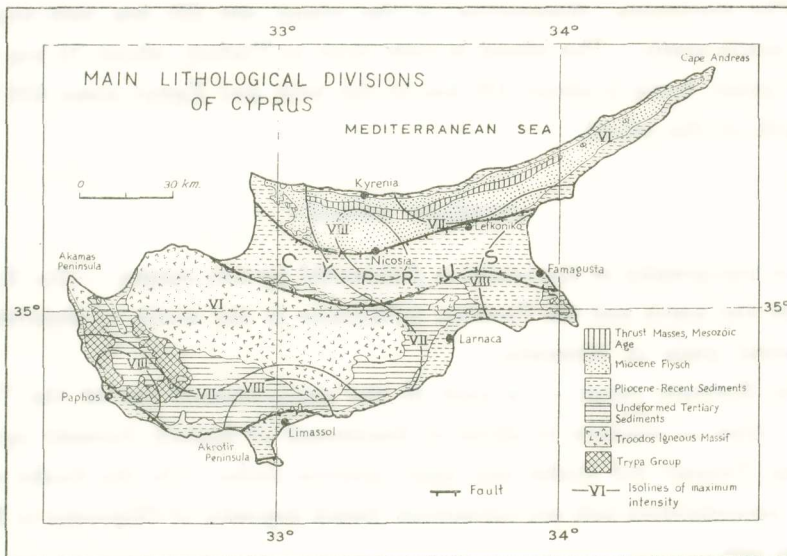 33°
34°
Cape Andreas
MAIN LITHOLOGICAL DIVISIONS
OF CYPRUS
MEDITERRANEAN SEA
VI
0 30 km.
Kyrenia
VII
Lefkoniko
VIII
Nicosia
Akamas
Peninsula
CYPRUS
Famagusta
VI
VIII
35°
35°
VII
Larnaca
VIII
VII
VIII
Paphos
Akrotir
Peninsula
Limassol
Thrust Masses, Mesozoic
Age
Miocene Flysch
Pliocene-Recent Sediments
Undeformed Tertiary
Sediments
Troodos Igneous Massif
Trypa Group
Fault
—VI— Isolines of maximum
intensity
33°
34°